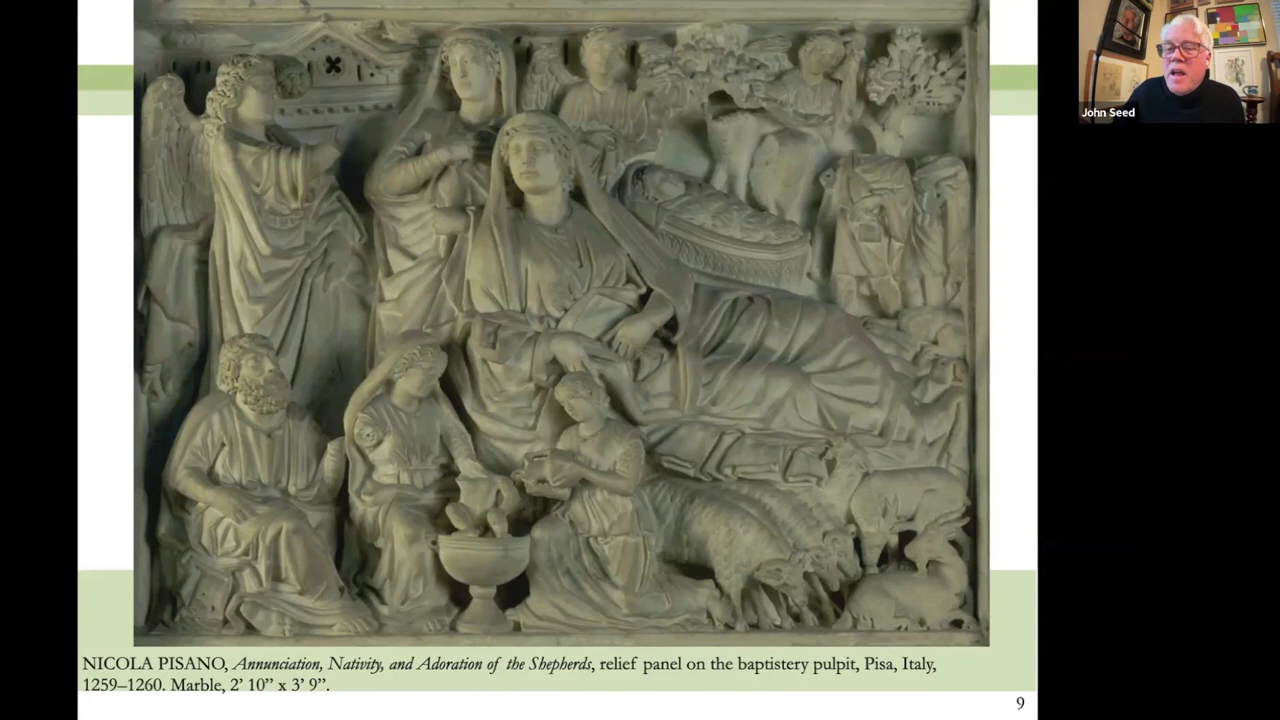 John Seed
NICOLA PISANO, Annunciation, Nativity, and Adoration of the Shepherds, relief panel on the baptistery pulpit, Pisa, Italy,
1259–1260. Marble, 2’ 10” x 3’ 9”.
9